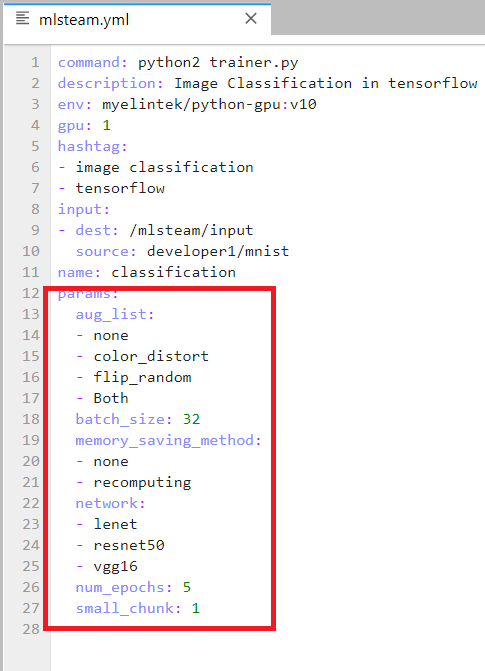 mlsteam.yml
1 command: python2 trainer.py
2 description: Image Classification in tensorflow
3 env: myelintek/python-gpu:v10
4 gpu: 1
5 hashtag:
6 - image classification
7 - tensorflow
8 input:
9 - dest: /mlsteam/input
10   source: developer1/mnist
11 name: classification
12 params:
13   aug_list:
14   - none
15   - color_distort
16   - flip_random
17   - Both
18   batch_size: 32
19   memory_saving_method:
20   - none
21   - recomputing
22   network:
23   - lenet
24   - resnet50
25   - vgg16
26   num_epochs: 5
27   small_chunk: 1
28